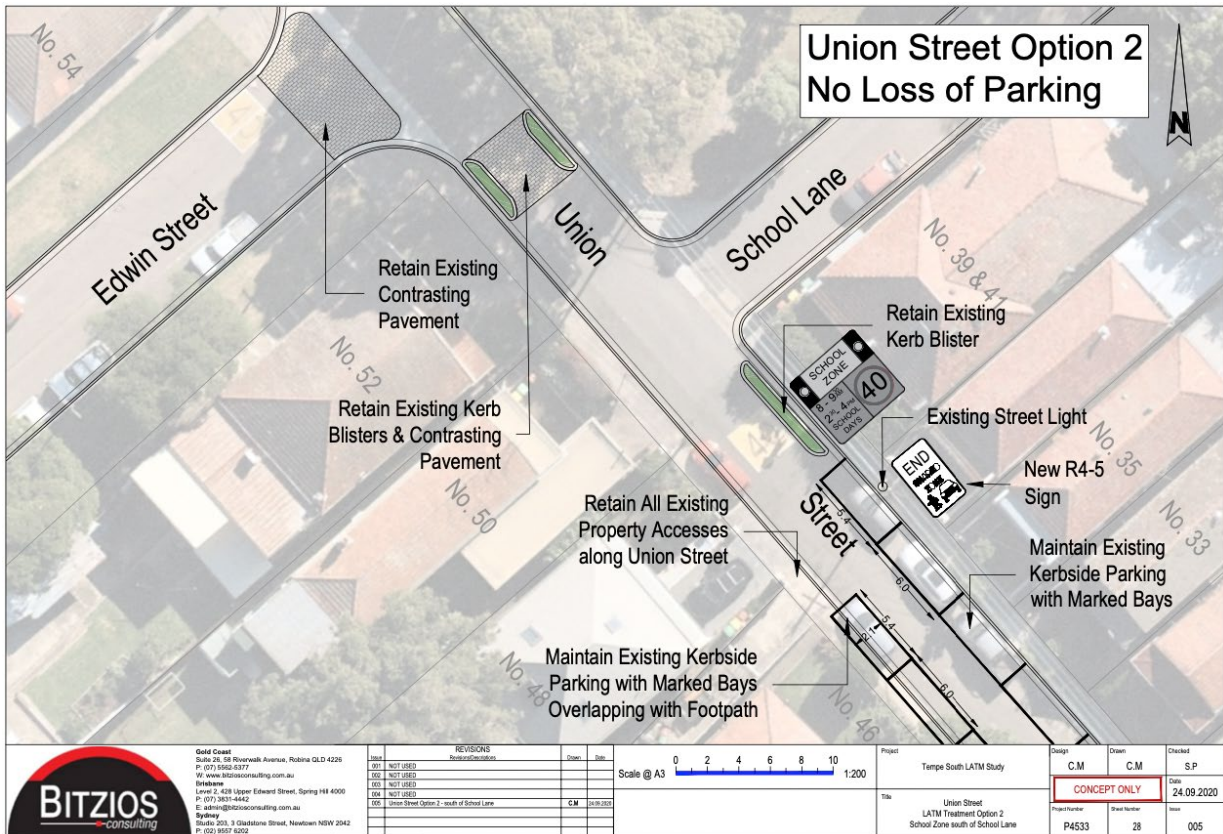 Union Street Option 2
No Loss of Parking
N
No. 54
Edwin Street
Union
School Lane
Street
No. 39 & 41
No. 35
No. 33
No. 52
No. 50
No. 48
No. 46
Retain Existing
Contrasting
Pavement
Retain Existing Kerb
Blisters & Contrasting
Pavement
Retain Existing
Kerb Blister
SCHOOL
ZONE
40
SCHOOL
DAYS
Existing Street Light
END
New R4-5
Sign
Retain All Existing
Property Accesses
along Union Street
Maintain Existing
Kerbside Parking
with Marked Bays
Maintain Existing Kerbside
Parking with Marked Bays
Overlapping with Footpath
5.4
6.0
5.4
2.1
6.0
BITZIOS
consulting
Gold Coast
Suite 26, 58 Riverwalk Avenue, Robina QLD 4226
P: (07) 5562-5377
W: www.bitziosconsulting.com.au
Brisbane
Level 2, 428 Upper Edward Street, Spring Hill 4000
P: (07) 3831-4442
E: admin@bitziosconsulting.com.au
Sydney
Studio 203, 3 Gladstone Street, Newtown NSW 2042
P: (02) 9557 6202
REVISIONS
Issue Revisions/Descriptions Drawn Date
001 NOT USED
002 NOT USED
003 NOT USED
004 NOT USED
005 Union Street Option 2 - south of School Lane C.M 24.09.2020
Scale @ A3 0 2 4 6 8 10 1:200
Project
Tempe South LATM Study
Title
Union Street
LATM Treatment Option 2
School Zone south of School Lane
Design Drawn Checked
C.M C.M S.P
CONCEPT ONLY
Date
24.09.2020
Project Number Sheet Number Issue
P4533 28 005